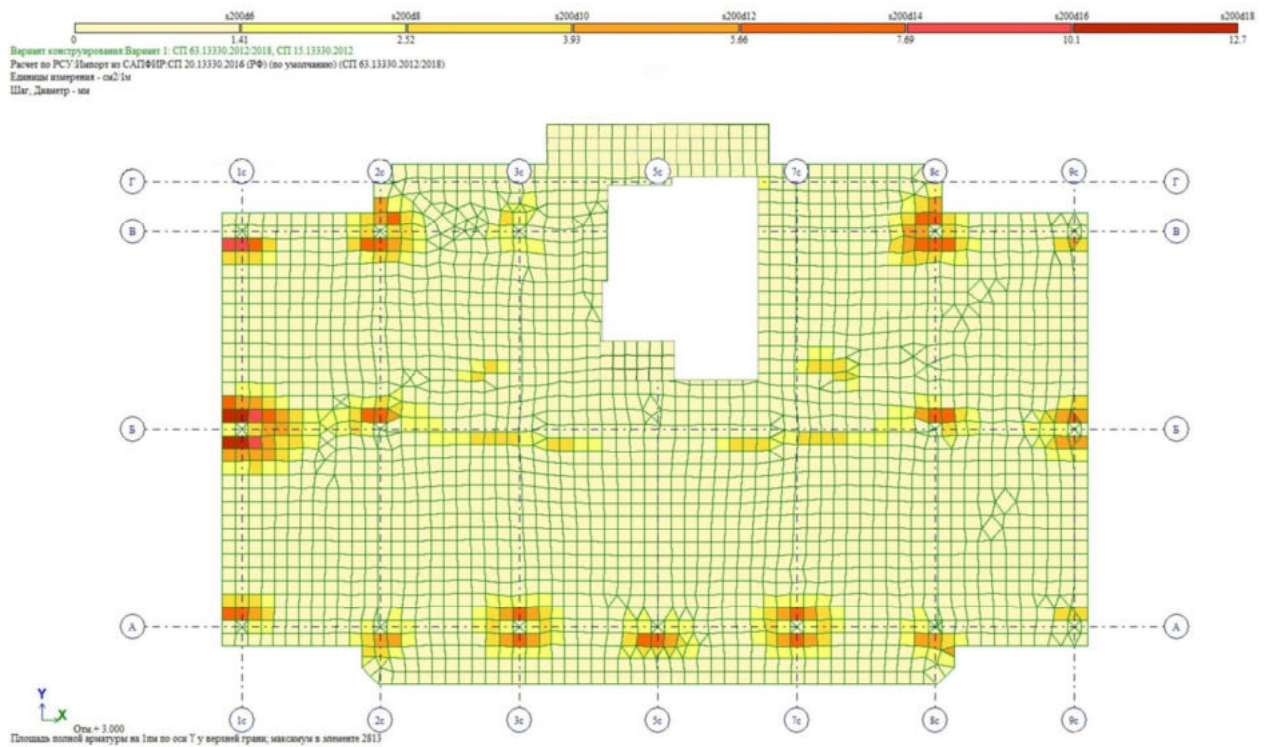 s200d6 s200d8 s200d10 s200d12 s200d14 s200d16 s200d18
0 1.41 2.52 3.93 5.66 7.69 10.1 12.7
Вариант конструирования:Вариант 1: СП 63.13330.2012/2018, СП 15.13330.2012
Расчет по РСУ:Импорт из САПФИР:СП 20.13330.2016 (РФ) (по умолчанию) (СП 63.13330.2012/2018)
Единицы измерения - см2/1м
Шаг, Диаметр - мм
1с 2с 3с 5с 7с 8с 9с
Г Г
В В
Б Б
А А
Y
X
1с 2с 3с 5с 7с 8с 9с
Отм.+ 3.000
Площадь полной арматуры на 1пм по оси Y у верхней грани; максимум в элементе 2813